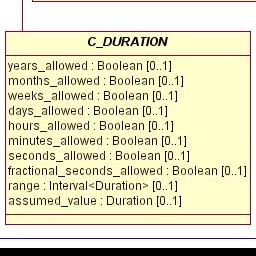 C_DURATION
years_allowed : Boolean [0..1]
months_allowed : Boolean [0..1]
weeks_allowed : Boolean [0..1]
days_allowed : Boolean [0..1]
hours_allowed : Boolean [0..1]
minutes_allowed : Boolean [0..1]
seconds_allowed : Boolean [0..1]
fractional_seconds_allowed : Boolean [0..1]
range : Interval<Duration> [0..1]
assumed_value : Duration [0..1]